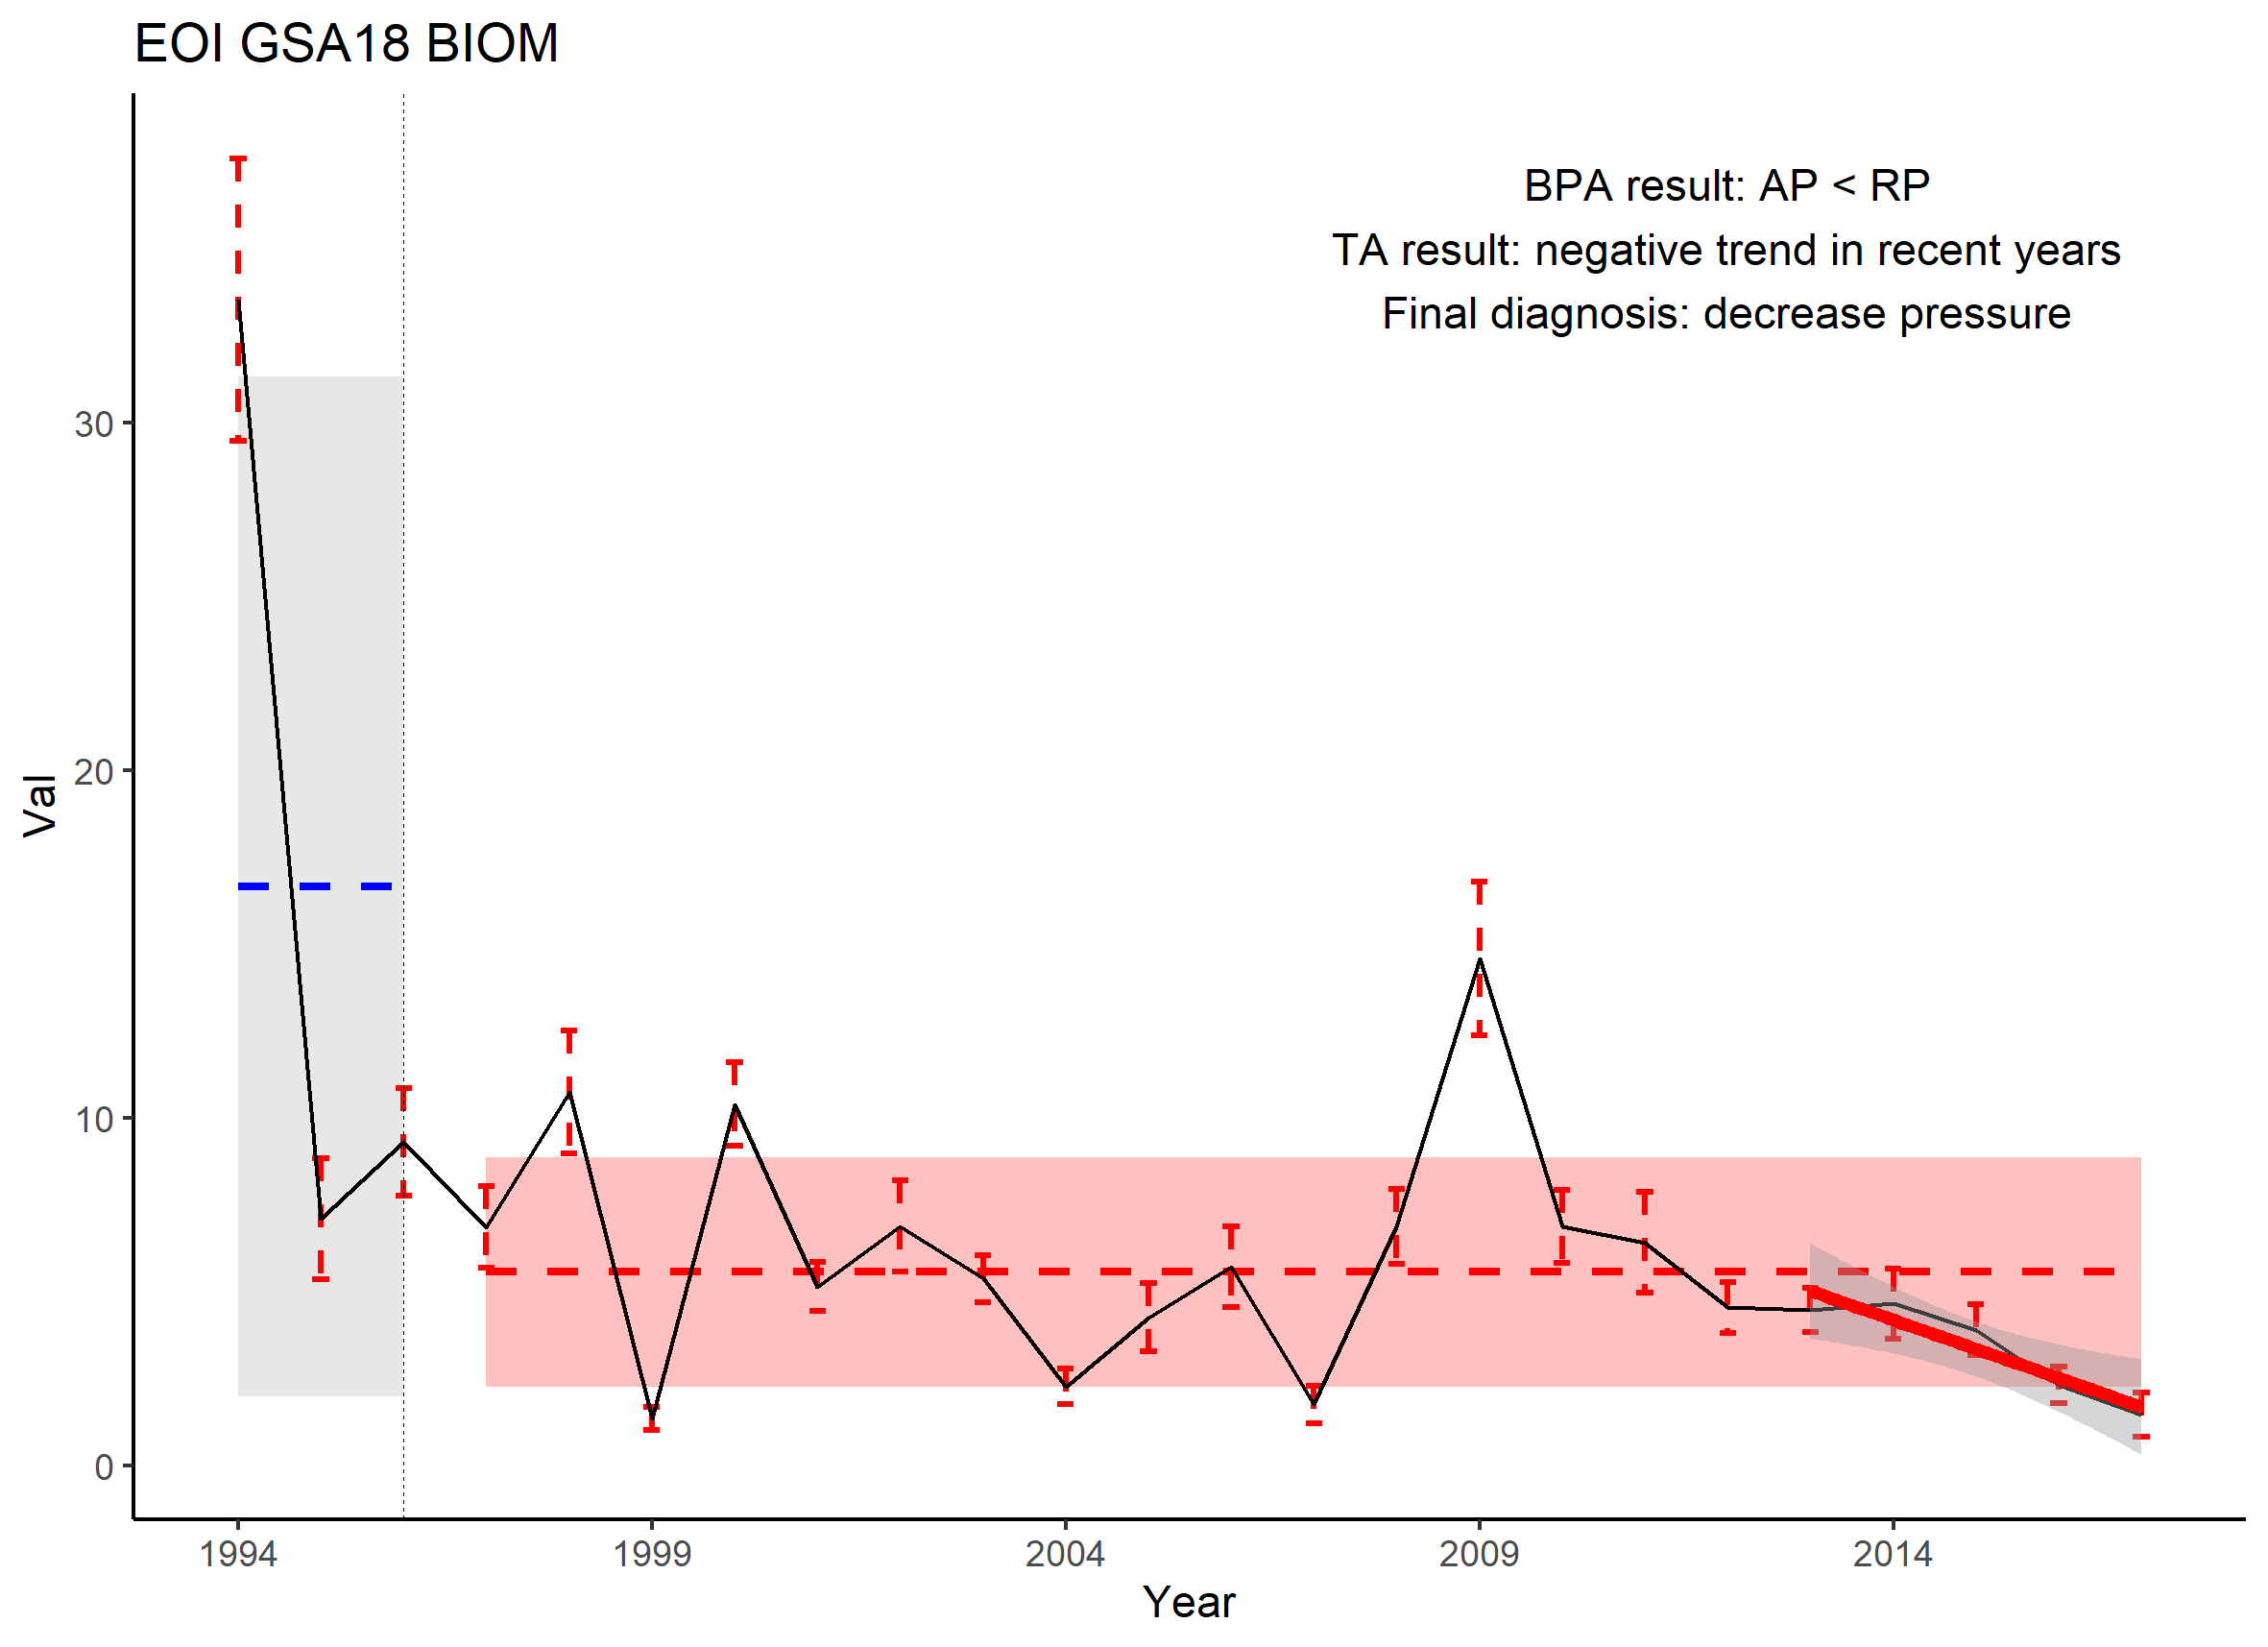 EOI GSA18 BIOM
BPA result: AP < RP
TA result: negative trend in recent years
Final diagnosis: decrease pressure
30
20
10
0
Val
1994
1999
2004
2009
2014
Year